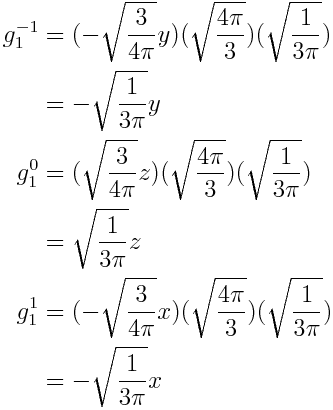 g_1^{-1} = (-\sqrt{\frac{3}{4\pi}}y)(\sqrt{\frac{4\pi}{3}})(\sqrt{\frac{1}{3\pi}})
= -\sqrt{\frac{1}{3\pi}}y
g_1^0 = (\sqrt{\frac{3}{4\pi}}z)(\sqrt{\frac{4\pi}{3}})(\sqrt{\frac{1}{3\pi}})
= \sqrt{\frac{1}{3\pi}}z
g_1^1 = (-\sqrt{\frac{3}{4\pi}}x)(\sqrt{\frac{4\pi}{3}})(\sqrt{\frac{1}{3\pi}})
= -\sqrt{\frac{1}{3\pi}}x